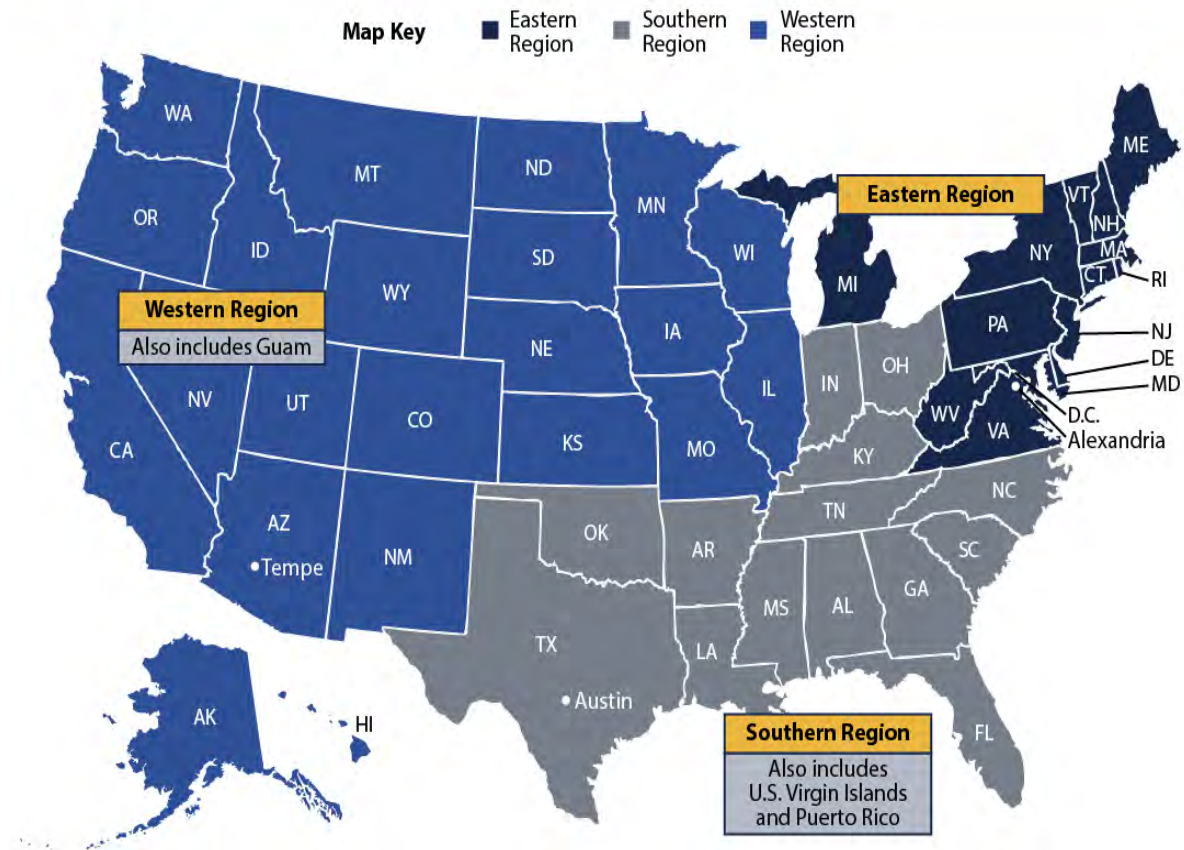 Map Key
Eastern
Region
Southern
Region
Western
Region
WA
OR
ID
MT
ND
MN
SD
WY
WI
MI
Eastern Region
ME
VT
NH
MA
NY
CT
RI
Western Region
Also includes Guam
NV
CA
UT
CO
NE
IA
IL
KS
MO
IN
OH
PA
NJ
DE
MD
D.C.
Alexandria
WV
VA
KY
AZ
Tempe
NM
OK
AR
TN
NC
SC
MS
AL
GA
TX
LA
Austin
FL
AK
HI
Southern Region
Also includes
U.S. Virgin Islands
and Puerto Rico